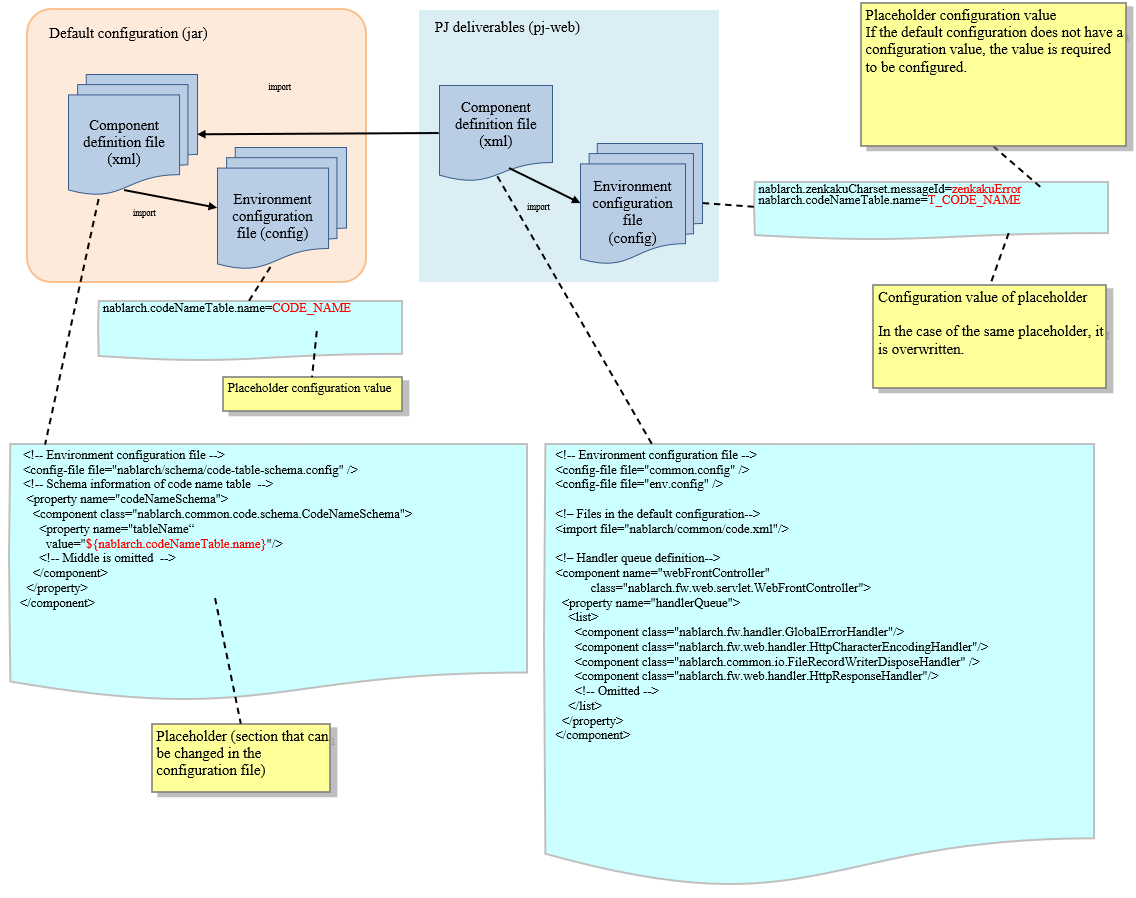 Default configuration (jar)
import
Component
definition file
(xml)
import
Environment
configuration
file (config)
PJ deliverables (pj-web)
Component
definition file
(xml)
import
Environment
configuration
file
(config)
Placeholder configuration value
If the default configuration does not have a
configuration value, the value is required
to be configured.
nablarch.zenkakuCharset.messageId=zenkakuError
nablarch.codeNameTable.name=T_CODE_NAME
Configuration value of placeholder
In the case of the same placeholder, it
is overwritten.
nablarch.codeNameTable.name=CODE_NAME
Placeholder configuration value
<!-- Environment configuration file -->
<config-file file="nablarch/schema/code-table-schema.config" />
<!-- Schema information of code name table  -->
<property name="codeNameSchema">
<component class="nablarch.common.code.schema.CodeNameSchema">
<property name="tableName“
value="${nablarch.codeNameTable.name}"/>
<!-- Middle is omitted  -->
</component>
</property>
</component>
Placeholder (section that can
be changed in the
configuration file)
<!-- Environment configuration file -->
<config-file file="common.config" />
<config-file file="env.config" />
<!– Files in the default configuration-->
<import file="nablarch/common/code.xml"/>
<!– Handler queue definition-->
<component name="webFrontController"
class="nablarch.fw.web.servlet.WebFrontController">
<property name="handlerQueue">
<list>
<component class="nablarch.fw.handler.GlobalErrorHandler"/>
<component class="nablarch.fw.web.handler.HttpCharacterEncodingHandler"/>
<component class="nablarch.common.io.FileRecordWriterDisposeHandler" />
<component class="nablarch.fw.web.handler.HttpResponseHandler"/>
<!-- Omitted -->
</list>
</property>
</component>